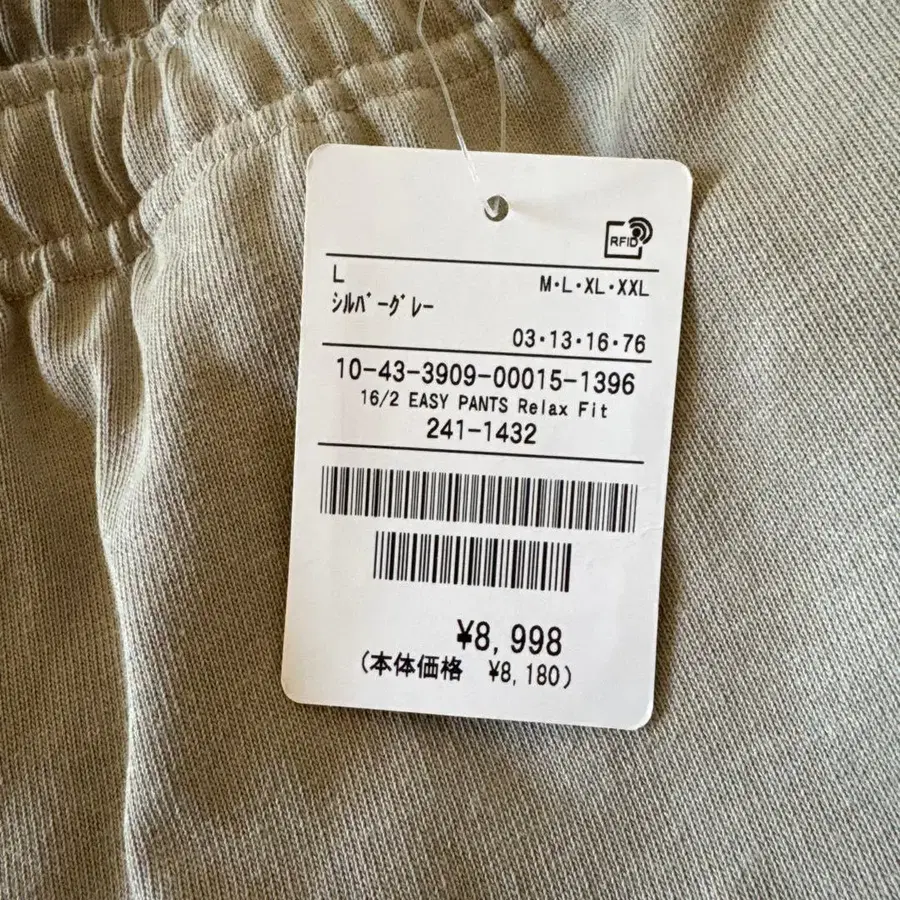 RFID
L
M・L・XL・XXL
ｼﾙﾊﾞｰｸﾞﾚｰ
03・13・16・76
10-43-3909-00015-1396
16/2 EASY PANTS Relax Fit
241-1432
¥8,998
(本体価格 ¥8,180)